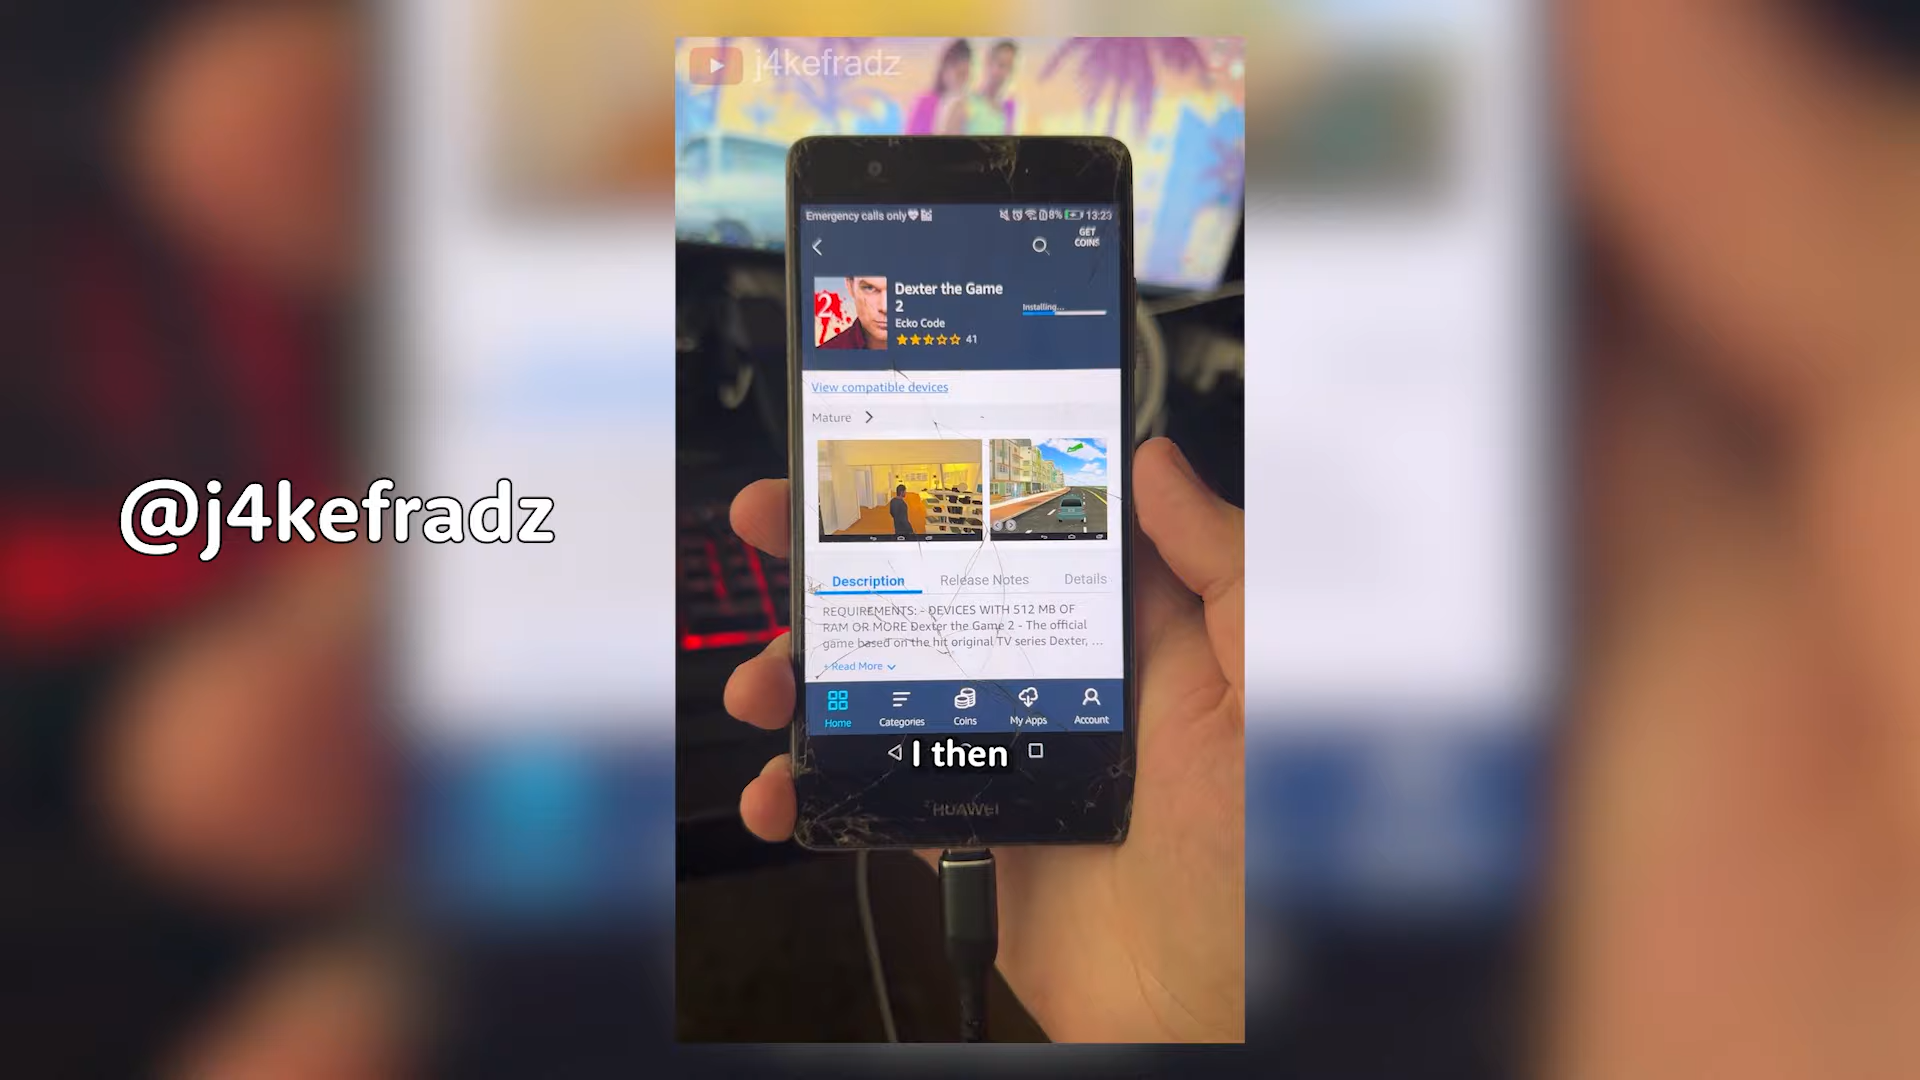 j4kefradz
@j4kefradz
Emergency calls only
8% 13:23
GET
COINS
Dexter the Game
2
Installing...
Ecko Code
41
2
View compatible devices
Mature
Description Release Notes Details
REQUIREMENTS: - DEVICES WITH 512 MB OF
RAM OR MORE Dexter the Game 2 - The official
game based on the hit original TV series Dexter, ...
+ Read More
Home Categories Coins My Apps Account
I then
HUAWEI